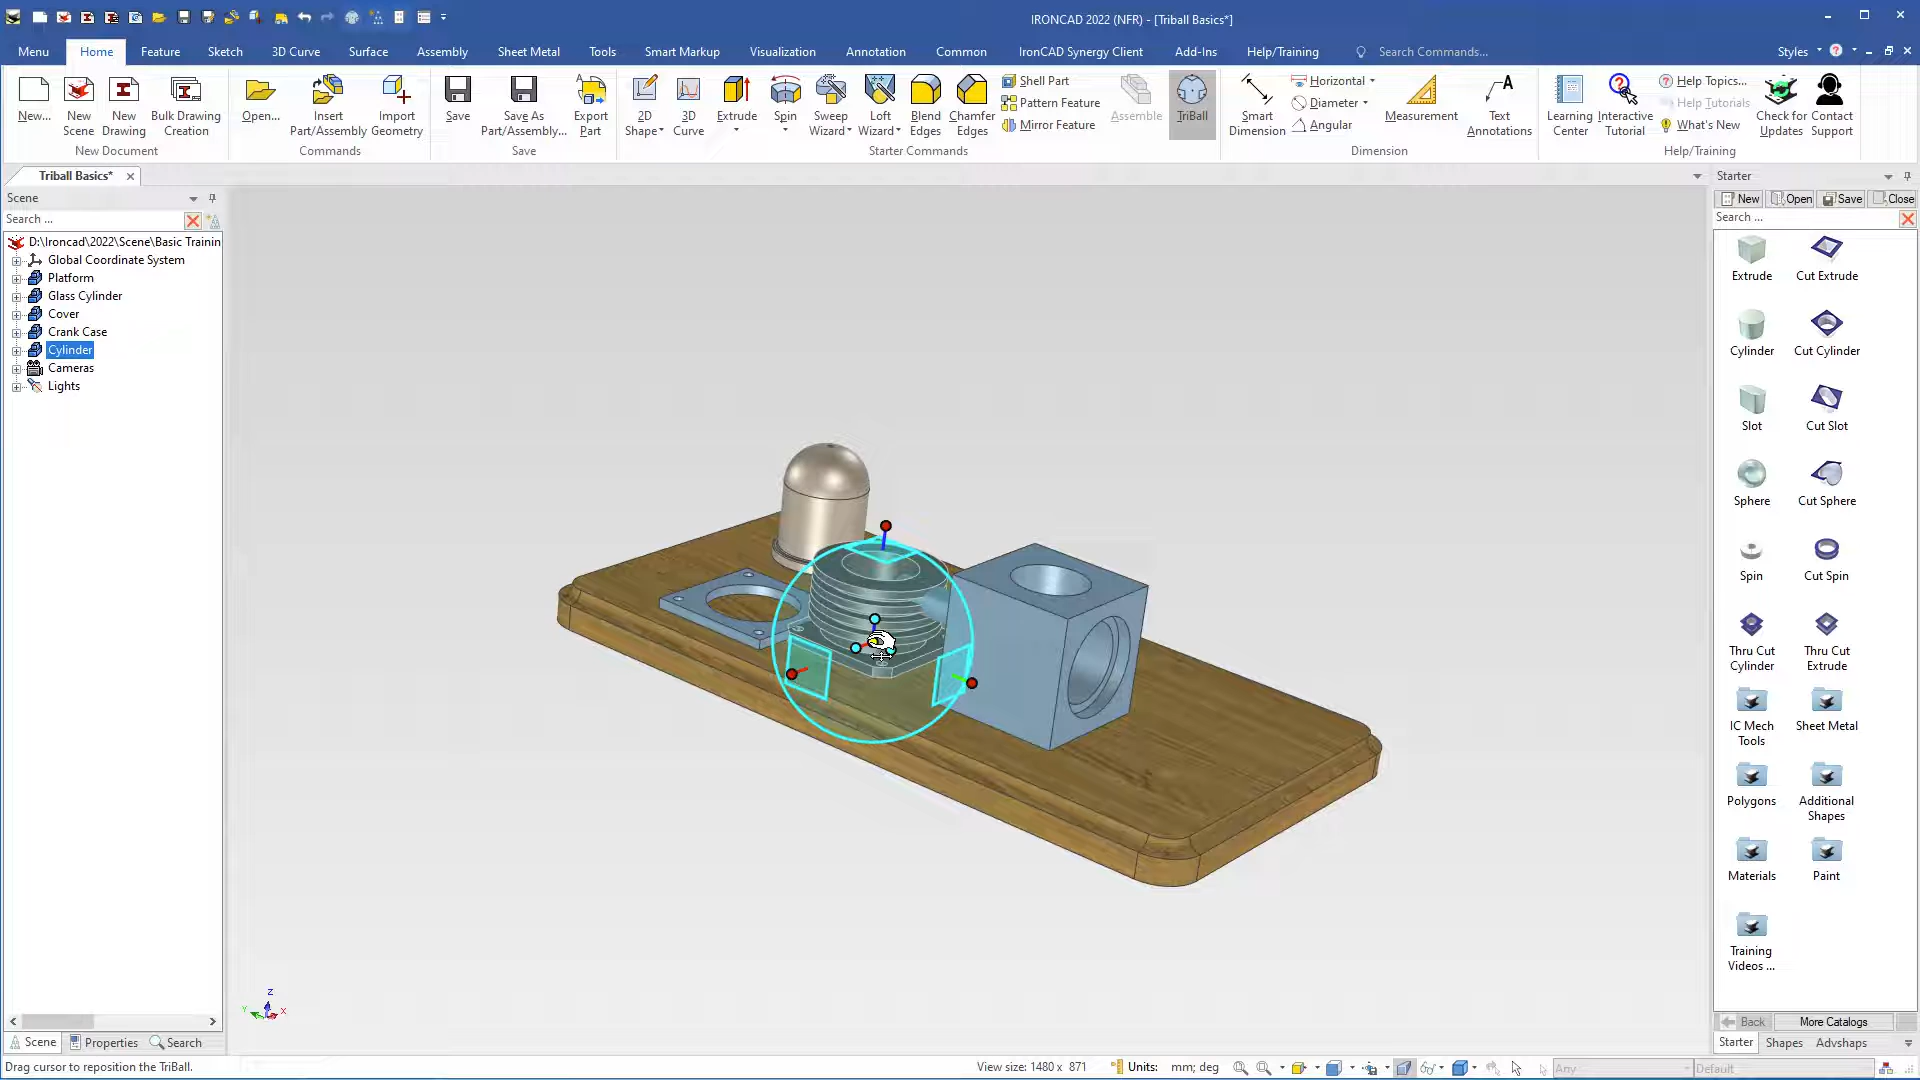 IRONCAD 2022 (NFR) - [Triball Basics*]
Menu Home Feature Sketch 3D Curve Surface Assembly Sheet Metal Tools Smart Markup Visualization Annotation Common IronCAD Synergy Client Add-Ins Help/Training Search Commands... Styles
New... New Scene New Drawing Bulk Drawing Creation
New Document
Open... Insert Part/Assembly Import Geometry
Commands
Save Save As Part/Assembly... Export Part
Save
2D Shape 3D Curve Extrude Spin Sweep Wizard Loft Wizard Blend Edges Chamfer Edges
Shell Part
Pattern Feature
Mirror Feature
Assemble TriBall
Starter Commands
Smart Dimension
Horizontal
Diameter
Angular
Measurement Text Annotations
Dimension
Learning Center Interactive Tutorial
Help Topics...
Help Tutorials
What's New
Check for Updates Contact Support
Help/Training
Triball Basics*
Scene
Search ...
D:\Ironcad\2022\Scene\Basic Trainin
Global Coordinate System
Platform
Glass Cylinder
Cover
Crank Case
Cylinder
Cameras
Lights
Z
Y X
Scene Properties Search
Starter
New Open Save Close
Search ...
Extrude Cut Extrude
Cylinder Cut Cylinder
Slot Cut Slot
Sphere Cut Sphere
Spin Cut Spin
Thru Cut Cylinder Thru Cut Extrude
IC Mech Tools Sheet Metal
Polygons Additional Shapes
Materials Paint
Training Videos ...
Back More Catalogs
Starter Shapes Advshaps
Drag cursor to reposition the TriBall. View size: 1480 x 871 Units: mm; deg Any Default